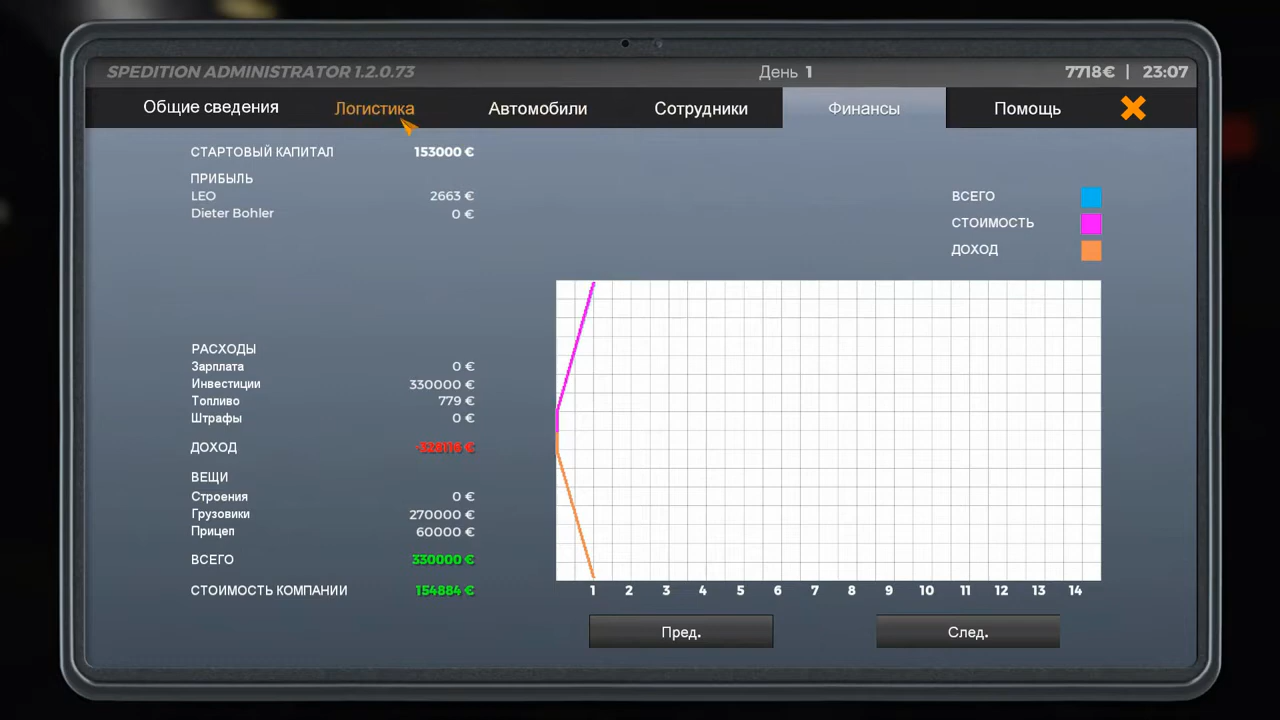 SPEDITION ADMINISTRATOR 1.2.0.73 День 1 7718€ | 23:07
Общие сведения Логистика Автомобили Сотрудники Финансы Помощь
СТАРТОВЫЙ КАПИТАЛ 153000 €
ПРИБЫЛЬ
LEO 2663 €
Dieter Bohler 0 €
ВСЕГО
СТОИМОСТЬ
ДОХОД
РАСХОДЫ
Зарплата 0 €
Инвестиции 330000 €
Топливо 779 €
Штрафы 0 €
ДОХОД -328116 €
ВЕЩИ
Строения 0 €
Грузовики 270000 €
Прицеп 60000 €
ВСЕГО 330000 €
СТОИМОСТЬ КОМПАНИИ 154884 €
1 2 3 4 5 6 7 8 9 10 11 12 13 14
Пред. След.